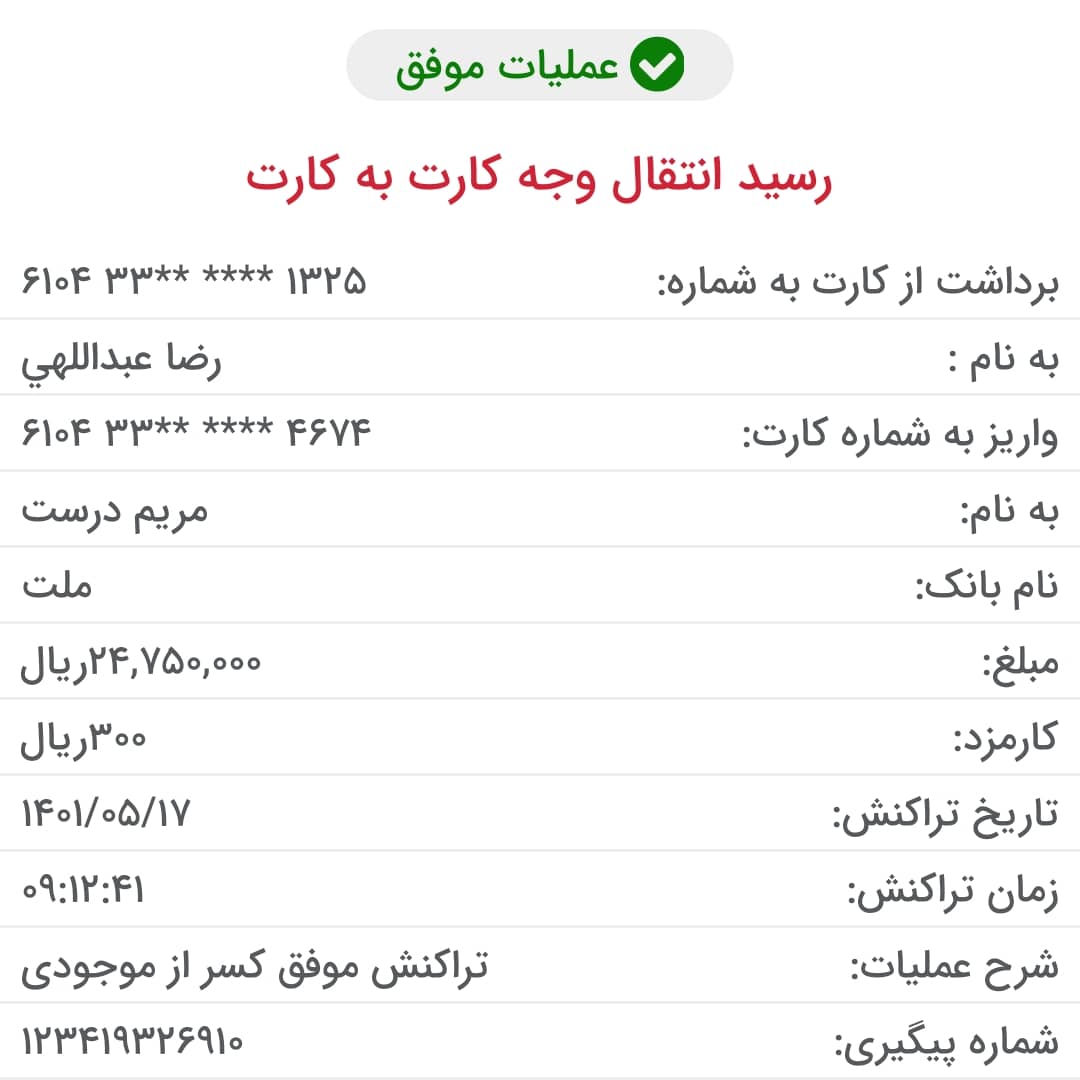 عملیات موفق
رسید انتقال وجه کارت به کارت
برداشت از کارت به شماره: ۶۱۰۴ ۳۳** **** ۱۳۲۵
به نام : رضا عبداللهي
واریز به شماره کارت: ۶۱۰۴ ۳۳** **** ۴۶۷۴
به نام: مریم درست
نام بانک: ملت
مبلغ: ۲۴,۷۵۰,۰۰۰ریال
کارمزد: ۳۰۰ریال
تاریخ تراکنش: ۱۴۰۱/۰۵/۱۷
زمان تراکنش: ۰۹:۱۲:۴۱
شرح عملیات: تراکنش موفق کسر از موجودی
شماره پیگیری: ۱۲۳۴۱۹۳۲۶۹۱۰